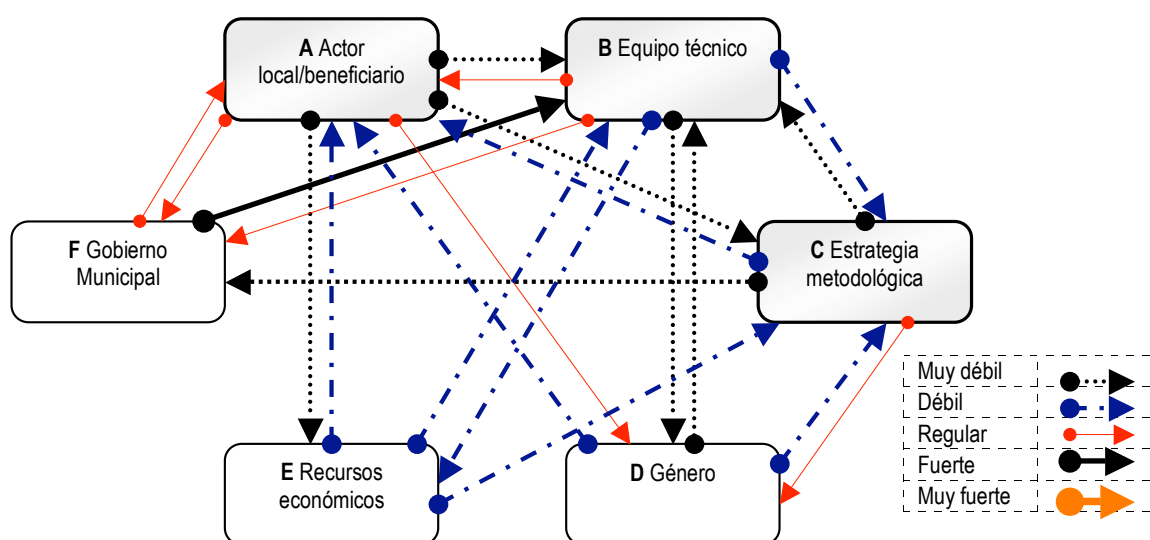 A Actor
local/beneficiario
B Equipo técnico
F Gobierno
Municipal
C Estrategia
metodológica
E Recursos
económicos
D Género
Muy débil
Débil
Regular
Fuerte
Muy fuerte